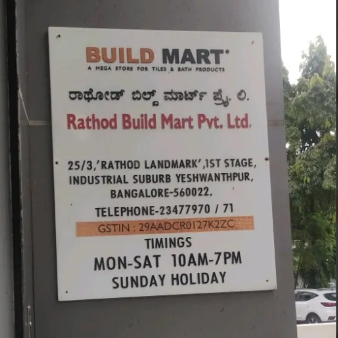 BUILD MART
A MEGA STORE FOR TILES & BATH PRODUCTS
ರಾಥೋಡ್ ಬಿಲ್ಡ್ ಮಾರ್ಟ್ ಪ್ರೈ. ಲಿ.
Rathod Build Mart Pvt. Ltd.
25/3,'RATHOD LANDMARK',1ST STAGE,
INDUSTRIAL SUBURB YESHWANTHPUR,
BANGALORE-560022.
TELEPHONE-23477970 / 71
GSTIN : 29AADCR0127K2ZC
TIMINGS
MON-SAT 10AM-7PM
SUNDAY HOLIDAY